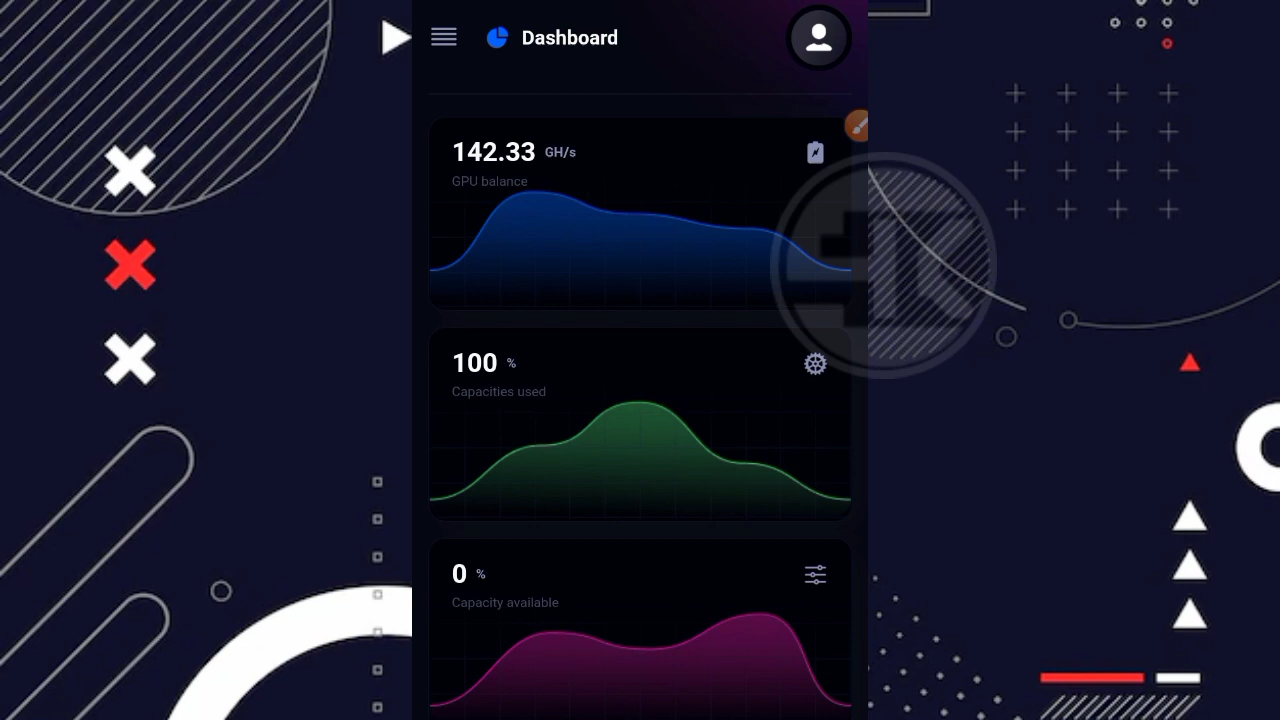 Dashboard
142.33 GH/s
GPU balance
100 %
Capacities used
0 %
Capacity available